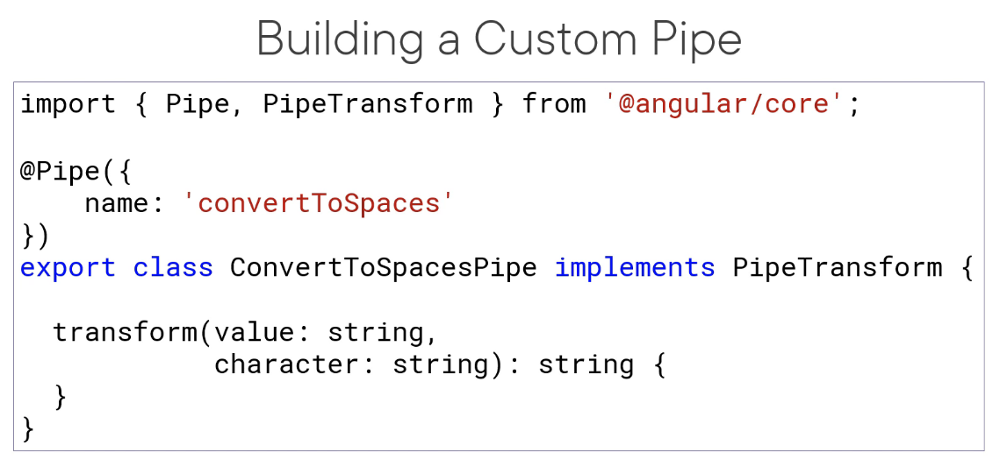 Building a Custom Pipe
import { Pipe, PipeTransform } from '@angular/core';
@Pipe({
    name: 'convertToSpaces'
})
export class ConvertToSpacesPipe implements PipeTransform {
  transform(value: string,
            character: string): string {
  }
}